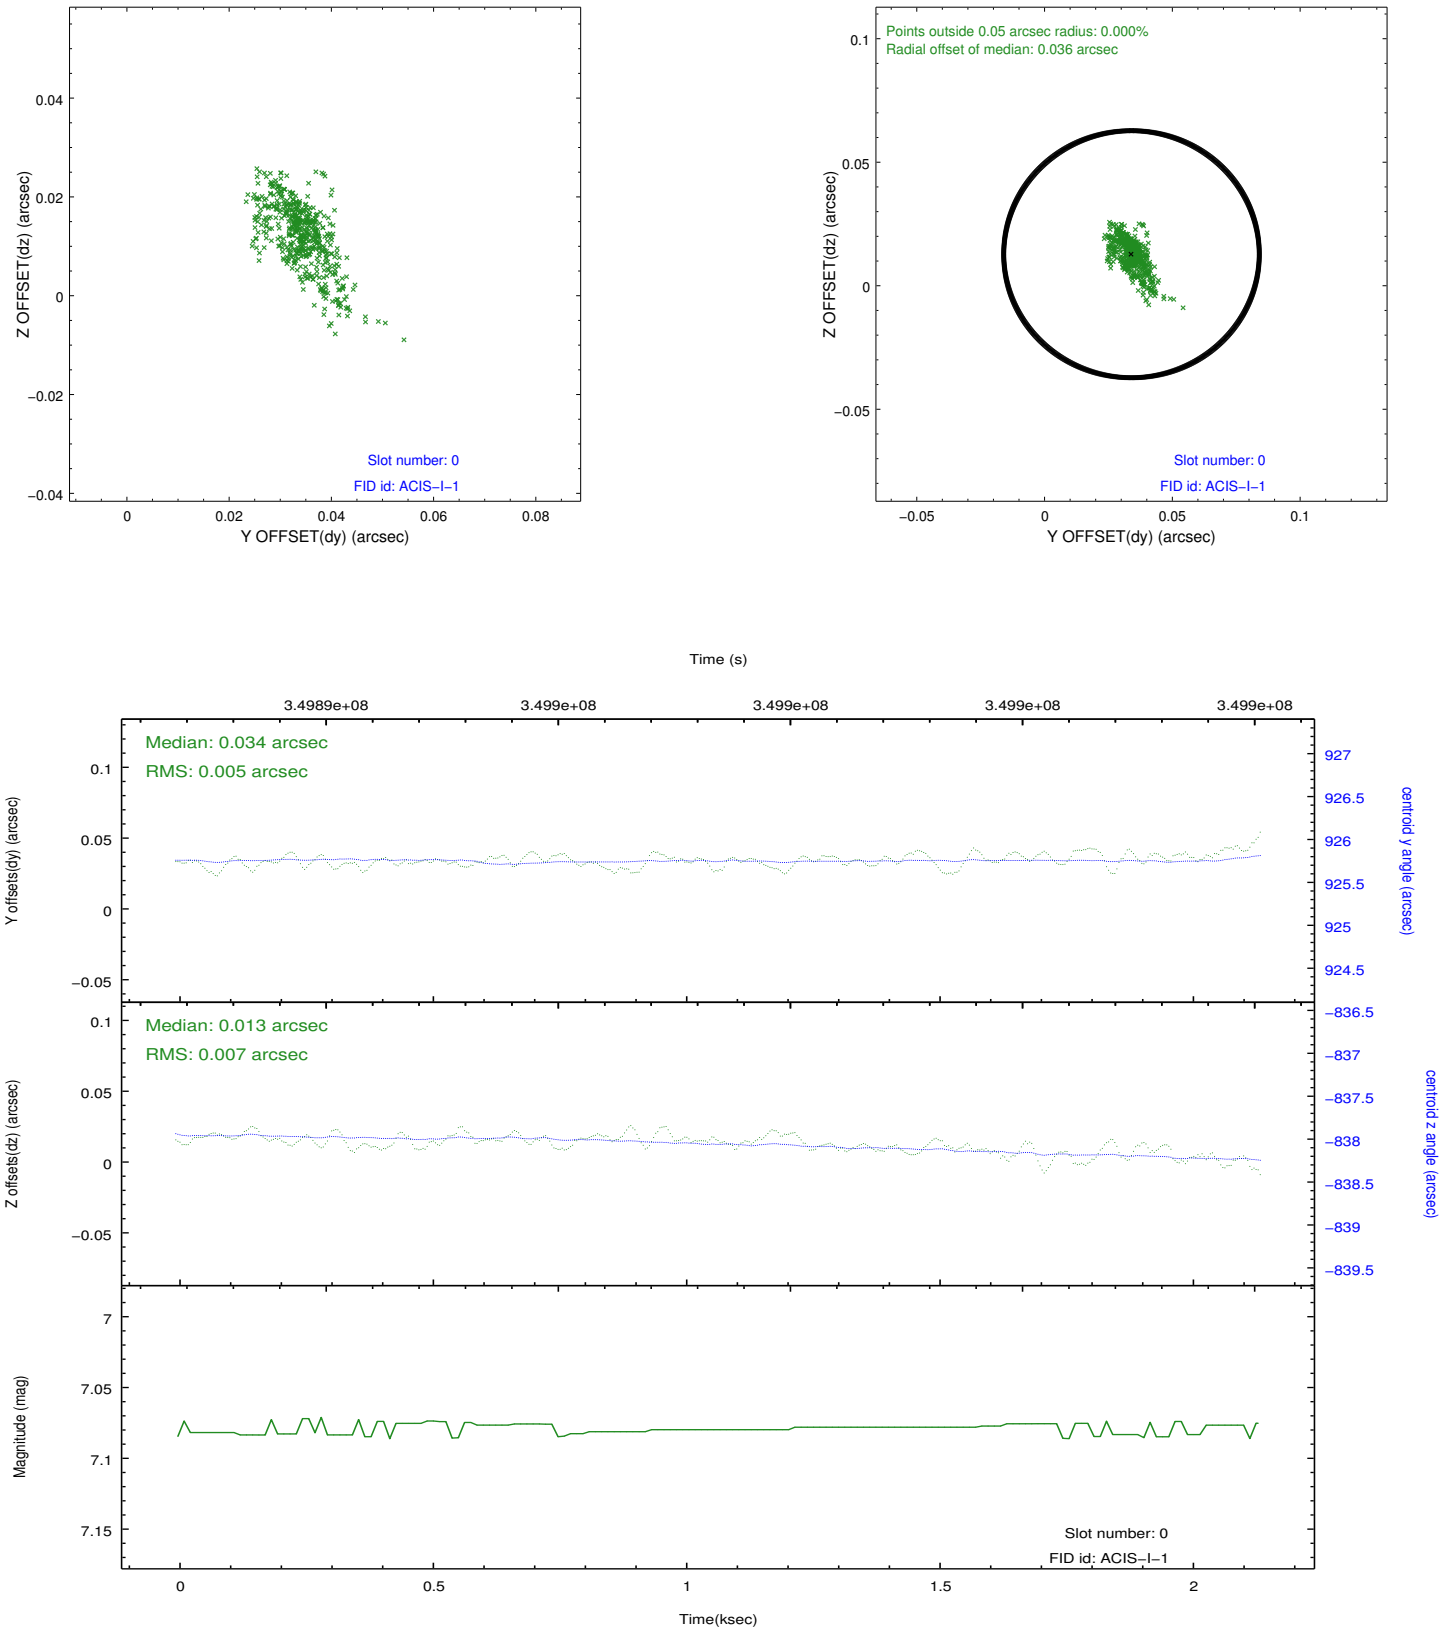 0.04
0.02
0
−0.02
−0.04
Z OFFSET(dz) (arcsec)
Slot number: 0
FID id: ACIS−I−1
0 0.02 0.04 0.06 0.08
Y OFFSET(dy) (arcsec)
Points outside 0.05 arcsec radius: 0.000%
Radial offset of median: 0.036 arcsec
0.1
0.05
0
−0.05
Z OFFSET(dz) (arcsec)
Slot number: 0
FID id: ACIS−I−1
−0.05 0 0.05 0.1
Y OFFSET(dy) (arcsec)
Time (s)
3.4989e+08 3.499e+08 3.499e+08 3.499e+08 3.499e+08
Median: 0.034 arcsec
RMS: 0.005 arcsec
0.1
0.05
0
−0.05
Y offsets(dy) (arcsec)
927
926.5
926
925.5
925
924.5
centroid y angle (arcsec)
Median: 0.013 arcsec
RMS: 0.007 arcsec
0.1
0.05
0
−0.05
Z offsets(dz) (arcsec)
−836.5
−837
−837.5
−838
−838.5
−839
−839.5
centroid z angle (arcsec)
7
7.05
7.1
7.15
Magnitude (mag)
Slot number: 0
FID id: ACIS−I−1
0 0.5 1 1.5 2
Time(ksec)